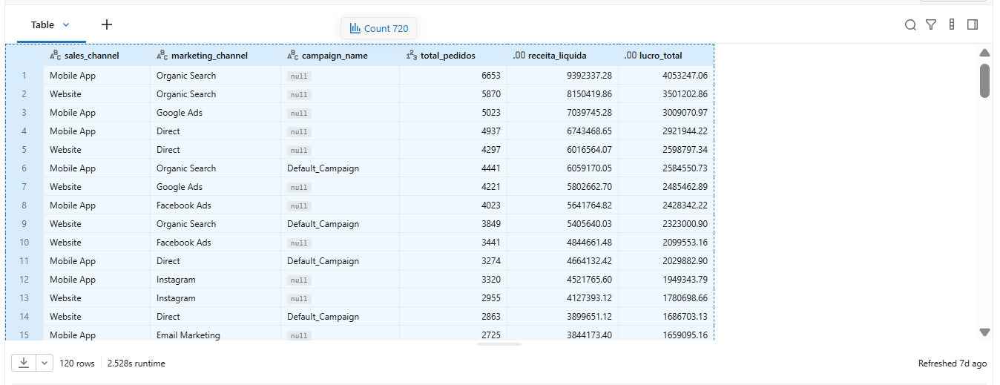 Table
Count 720
sales_channel marketing_channel campaign_name total_pedidos receita_liquida lucro_total
1 Mobile App Organic Search null 6653 9392337.28 4053247.06
2 Website Organic Search null 5870 8150419.86 3501202.86
3 Mobile App Google Ads null 5023 7039745.28 3009070.97
4 Mobile App Direct null 4937 6743468.65 2921944.22
5 Website Direct null 4297 6016564.07 2598797.34
6 Mobile App Organic Search Default_Campaign 4441 6059170.05 2584550.73
7 Website Google Ads null 4221 5802662.70 2485462.89
8 Mobile App Facebook Ads null 4023 5641764.82 2428342.22
9 Website Organic Search Default_Campaign 3849 5405640.03 2323000.90
10 Website Facebook Ads null 3441 4844661.48 2099553.16
11 Mobile App Direct Default_Campaign 3274 4664132.42 2029882.90
12 Mobile App Instagram null 3320 4521765.60 1949343.79
13 Website Instagram null 2955 4127393.12 1780698.66
14 Website Direct Default_Campaign 2863 3899651.12 1686703.13
15 Mobile App Email Marketing null 2725 3844173.40 1659095.16
120 rows 2.528s runtime Refreshed 7d ago